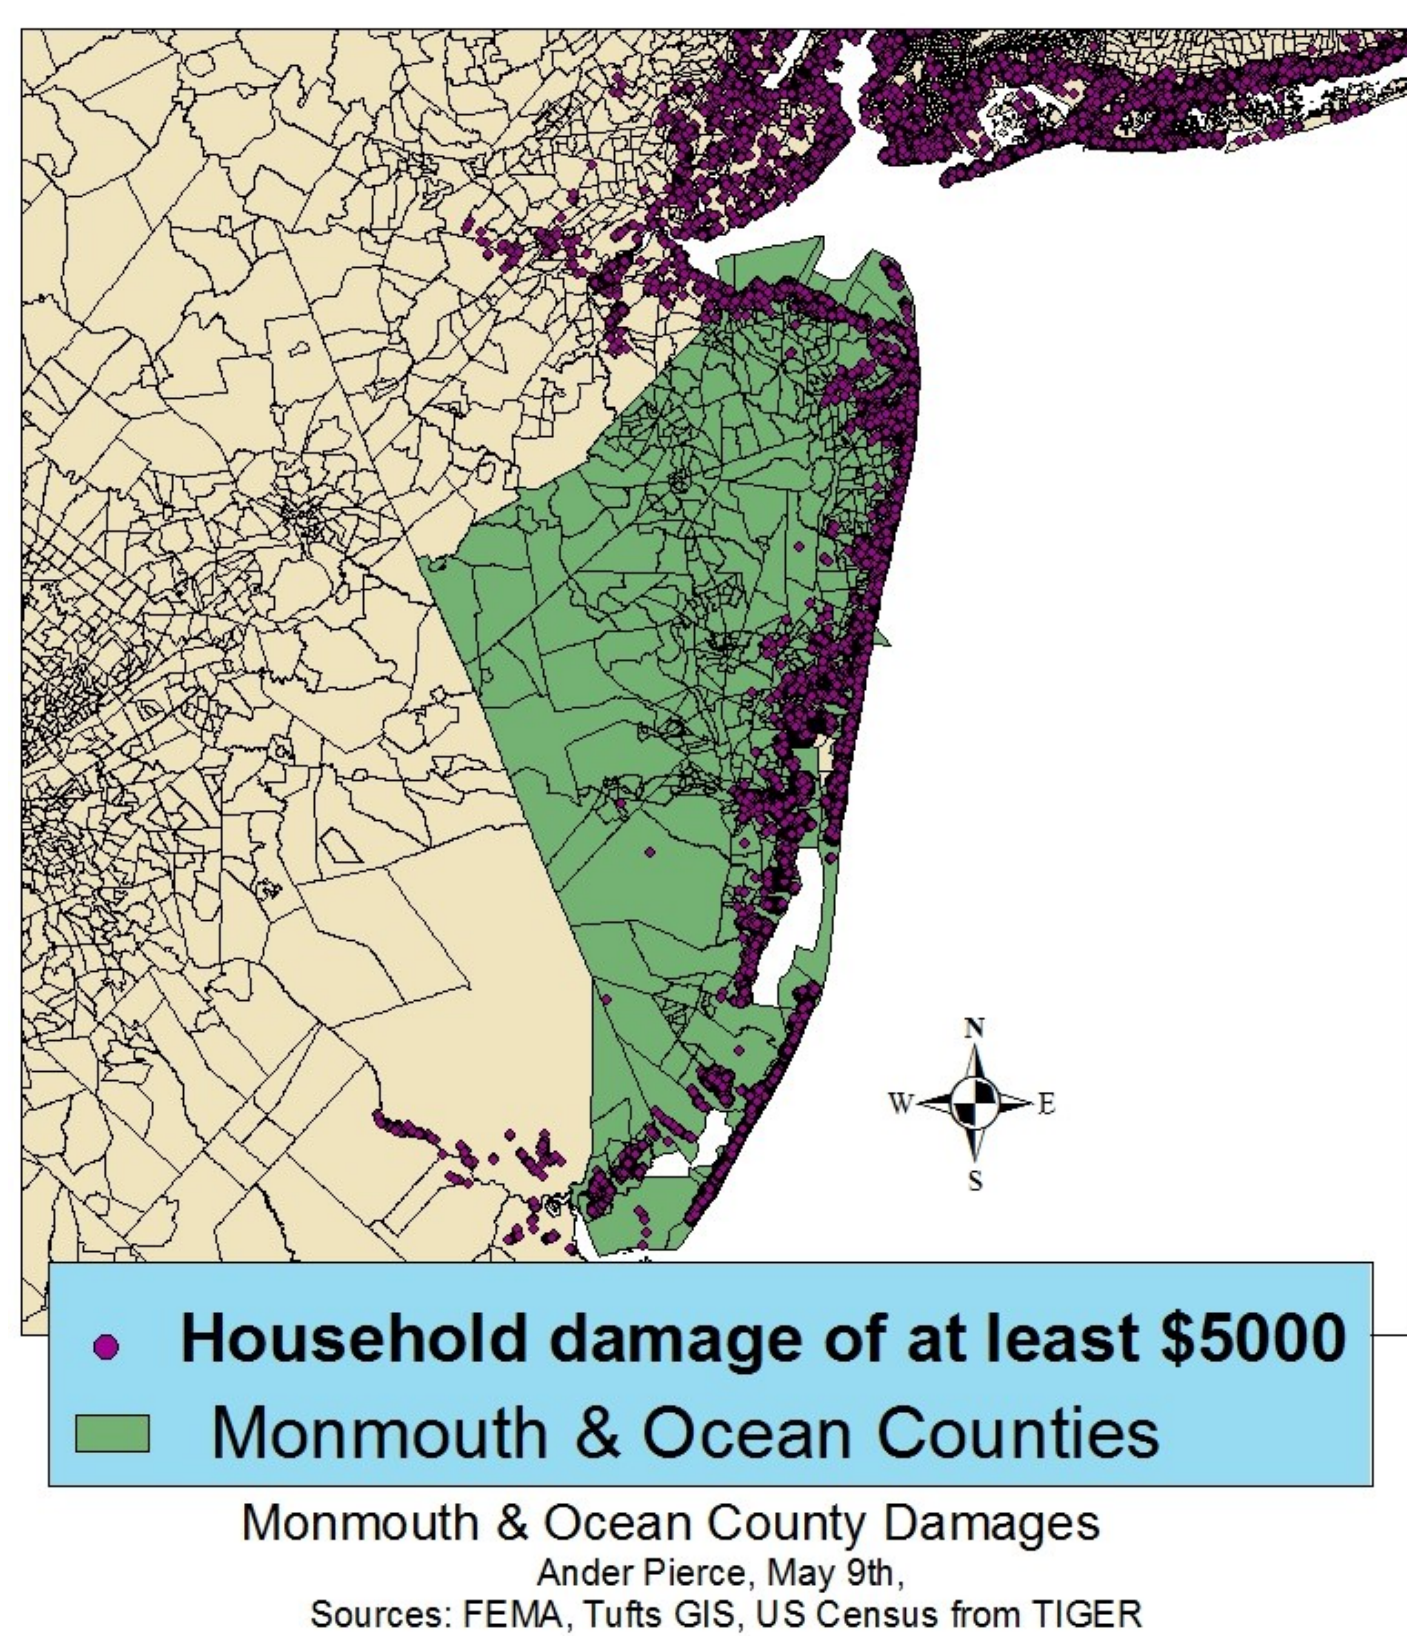 N
W E
S
Household damage of at least $5000
Monmouth & Ocean Counties
Monmouth & Ocean County Damages
Ander Pierce, May 9th,
Sources: FEMA, Tufts GIS, US Census from TIGER